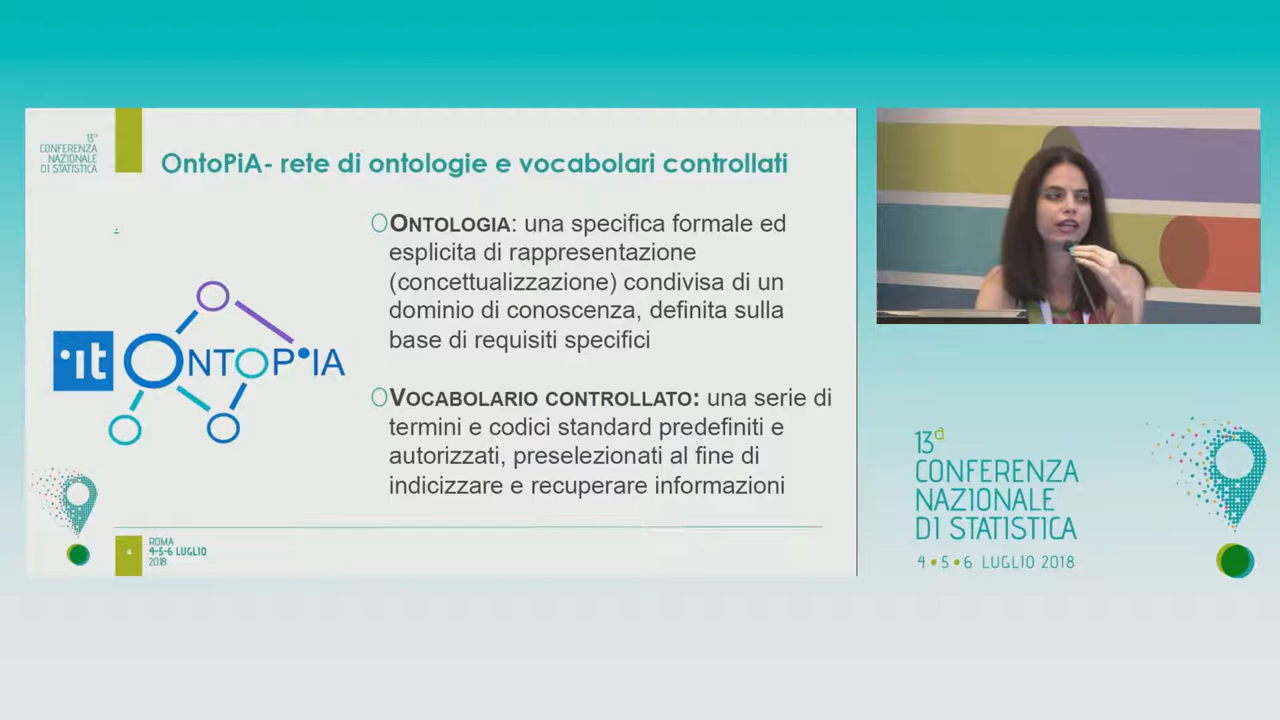 13ª
CONFERENZA
NAZIONALE
DI STATISTICA
OntoPiA- rete di ontologie e vocabolari controllati
ONTOLOGIA: una specifica formale ed
esplicita di rappresentazione
(concettualizzazione) condivisa di un
dominio di conoscenza, definita sulla
base di requisiti specifici
VOCABOLARIO CONTROLLATO: una serie di
termini e codici standard predefiniti e
autorizzati, preselezionati al fine di
indicizzare e recuperare informazioni
it ONTOPIA
4
ROMA
4-5-6 LUGLIO
2018
13ª
CONFERENZA
NAZIONALE
DI STATISTICA
4•5•6 LUGLIO 2018